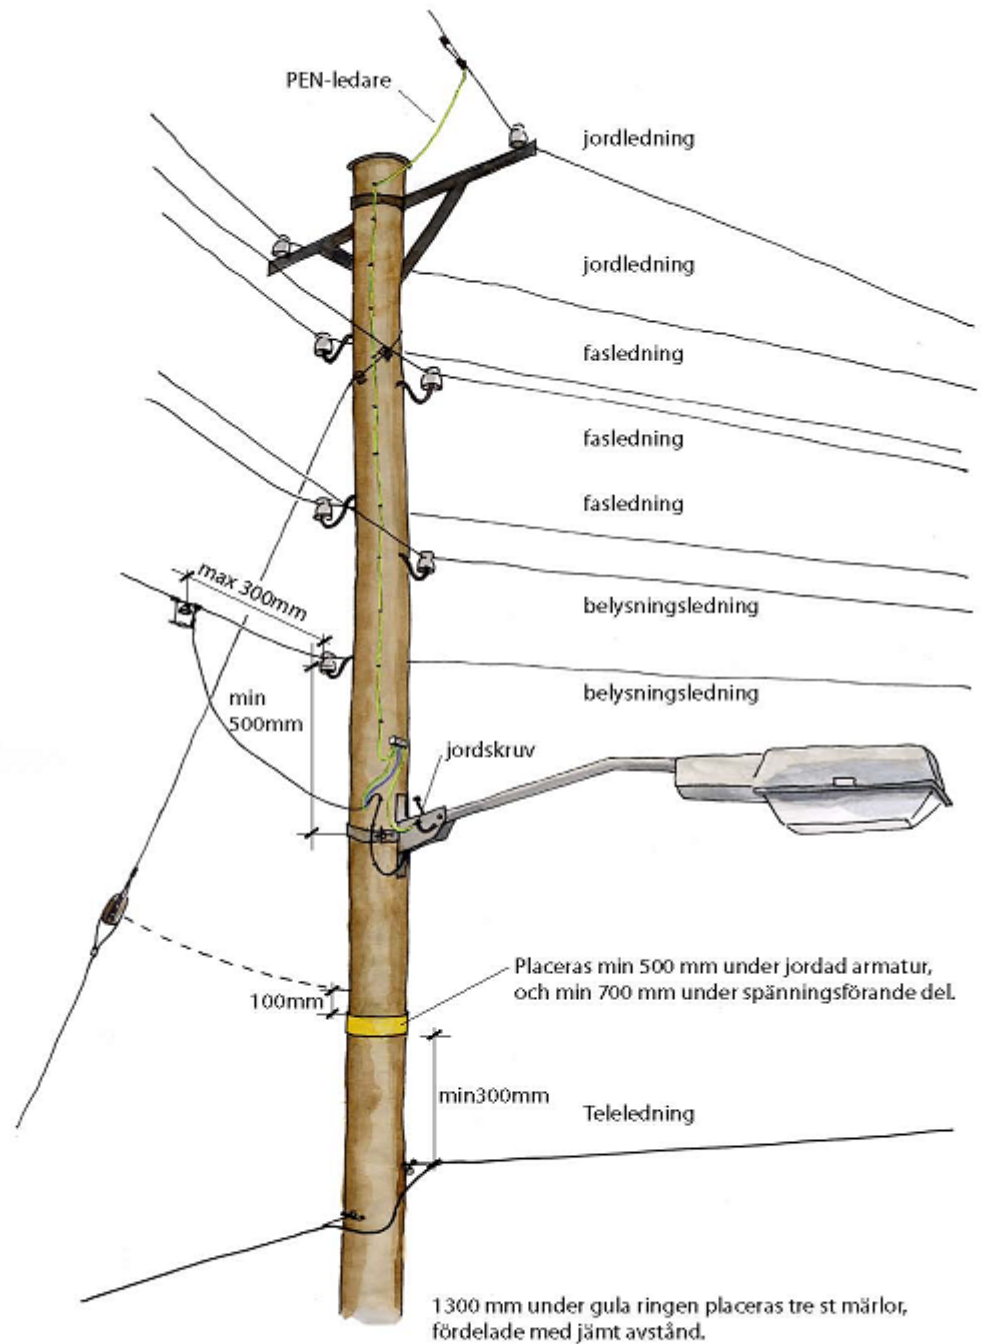 PEN-ledare
jordledning
jordledning
fasledning
fasledning
fasledning
max 300mm
belysningsledning
min
500mm
belysningsledning
jordskruv
Placeras min 500 mm under jordad armatur,
och min 700 mm under spänningsförande del.
100mm
min300mm
Teleledning
1300 mm under gula ringen placeras tre st märlor,
fördelade med jämt avstånd.